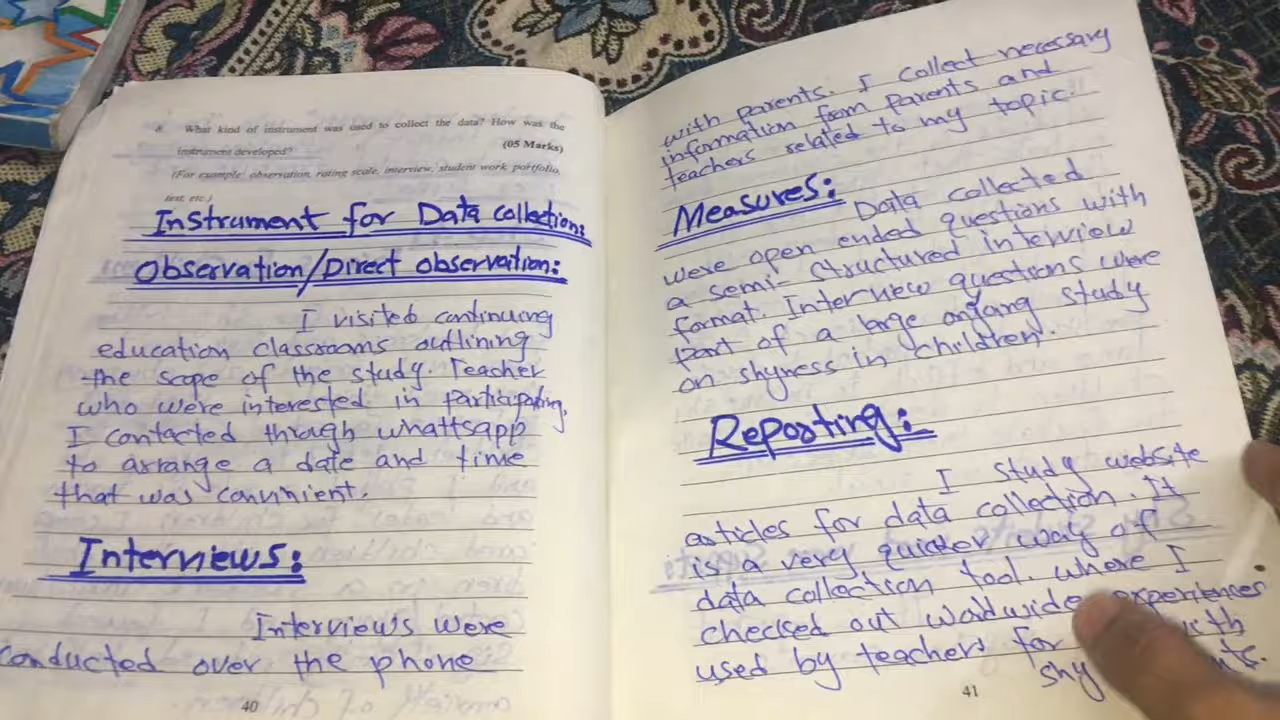 8. What kind of instrument was used to collect the data? How was the
instrument developed? (05 Marks)
(For example: observation, rating scale, interview, student work portfolio,
test, etc.)
Instrument for Data collection:
Observation/Direct observation:
I visited continuing
education classrooms outlining
the scope of the study. Teacher
who were interested in participating,
I contacted through whattsapp
to arrange a date and time
that was convinient.
Interviews:
Interviews were
conducted over the phone
40
with parents. I collect necessary
information from parents and
teachers related to my topic.
Measures:
Data collected
were open ended questions with
a semi-structured interview
format. Interview questions were
part of a large ongang study
on shyness in children.
Reporting:
I study website
articles for data collection. It
is a very quicker way of
data collection tool. where I
checked out worldwide experiences
used by teachers for with
shy
41